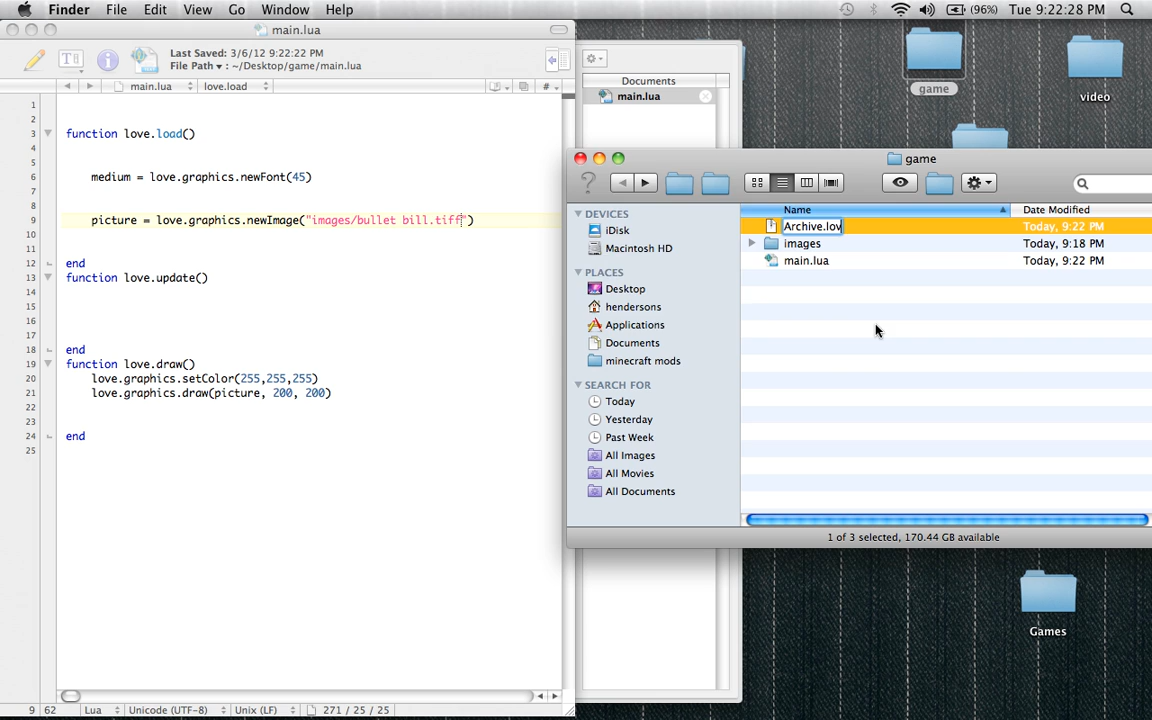 Finder File Edit View Go Window Help (96%) Tue 9:22:28 PM
main.lua
Last Saved: 3/6/12 9:22:22 PM
File Path ▾ : ~/Desktop/game/main.lua
main.lua love.load #
1
2
3 function love.load()
4
5
6 medium = love.graphics.newFont(45)
7
8
9 picture = love.graphics.newImage("images/bullet bill.tiff")
10
11
12 end
13 function love.update()
14
15
16
17
18 end
19 function love.draw()
20 love.graphics.setColor(255,255,255)
21 love.graphics.draw(picture, 200, 200)
22
23
24 end
25
9 62 Lua Unicode (UTF-8) Unix (LF) 271 / 25 / 25
Documents
main.lua
game
video
game
Name Date Modified
Archive.lov Today, 9:22 PM
images Today, 9:18 PM
main.lua Today, 9:22 PM
DEVICES
iDisk
Macintosh HD
PLACES
Desktop
hendersons
Applications
Documents
minecraft mods
SEARCH FOR
Today
Yesterday
Past Week
All Images
All Movies
All Documents
1 of 3 selected, 170.44 GB available
Games